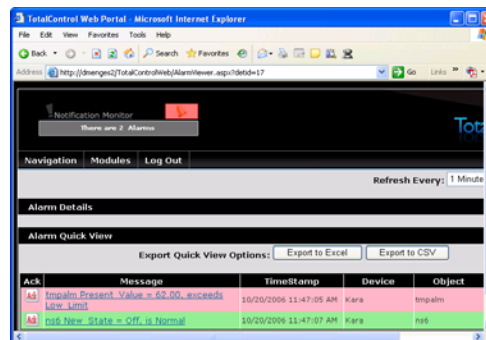 TotalControl Web Portal - Microsoft Internet Explorer
File Edit View Favorites Tools Help
Back Search Favorites
Address http://dmenges2/TotalControlWeb/AlarmViewer.aspx?detid=17 Go Links
Notification Monitor
There are 2 Alarms
Tot
Navigation Modules Log Out
Refresh Every: 1 Minute
Alarm Details
Alarm Quick View
Export Quick View Options: Export to Excel Export to CSV
Ack Message TimeStamp Device Object
tmpalm Present_Value = 62.00, exceeds
Low_Limit 10/20/2006 11:47:05 AM Kara tmpalm
ns6 New_State = Off, is Normal 10/20/2006 11:47:07 AM Kara ns6